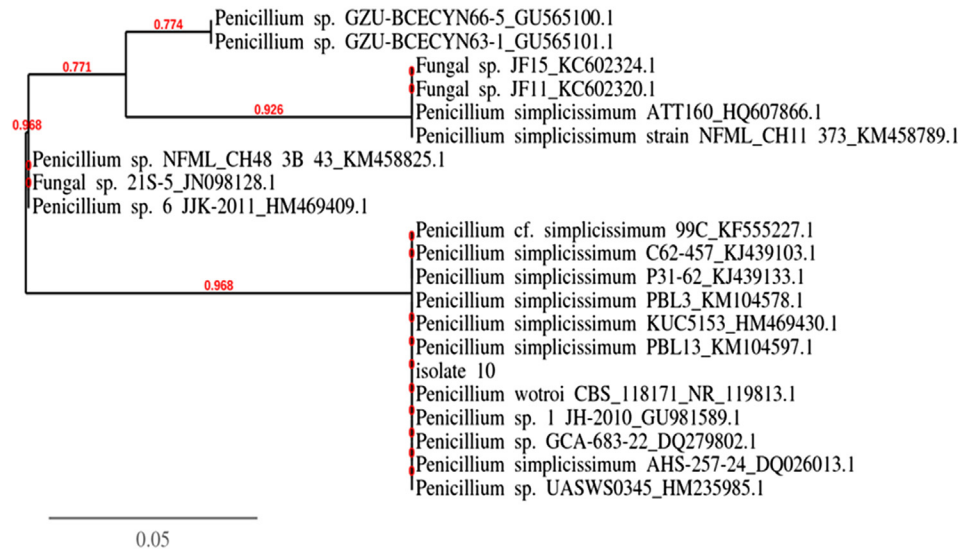 Penicillium sp. GZU-BCECYN66-5_GU565100.1
0.774
Penicillium sp. GZU-BCECYN63-1_GU565101.1
Fungal sp. JF15_KC602324.1
0.771
Fungal sp. JF11_KC602320.1
0.926
Penicillium simplicissimum ATT160_HQ607866.1
0.968
Penicillium simplicissimum strain NFML_CH11 373_KM458789.1
Penicillium sp. NFML_CH48 3B 43_KM458825.1
Fungal sp. 21S-5_JN098128.1
Penicillium sp. 6 JJK-2011_HM469409.1
Penicillium cf. simplicissimum 99C_KF555227.1
Penicillium simplicissimum C62-457_KJ439103.1
Penicillium simplicissimum P31-62_KJ439133.1
0.968
Penicillium simplicissimum PBL3_KM104578.1
Penicillium simplicissimum KUC5153_HM469430.1
Penicillium simplicissimum PBL13_KM104597.1
isolate 10
Penicillium wotroi CBS_118171_NR_119813.1
Penicillium sp. 1 JH-2010_GU981589.1
Penicillium sp. GCA-683-22_DQ279802.1
Penicillium simplicissimum AHS-257-24_DQ026013.1
Penicillium sp. UASWS0345_HM235985.1
0.05